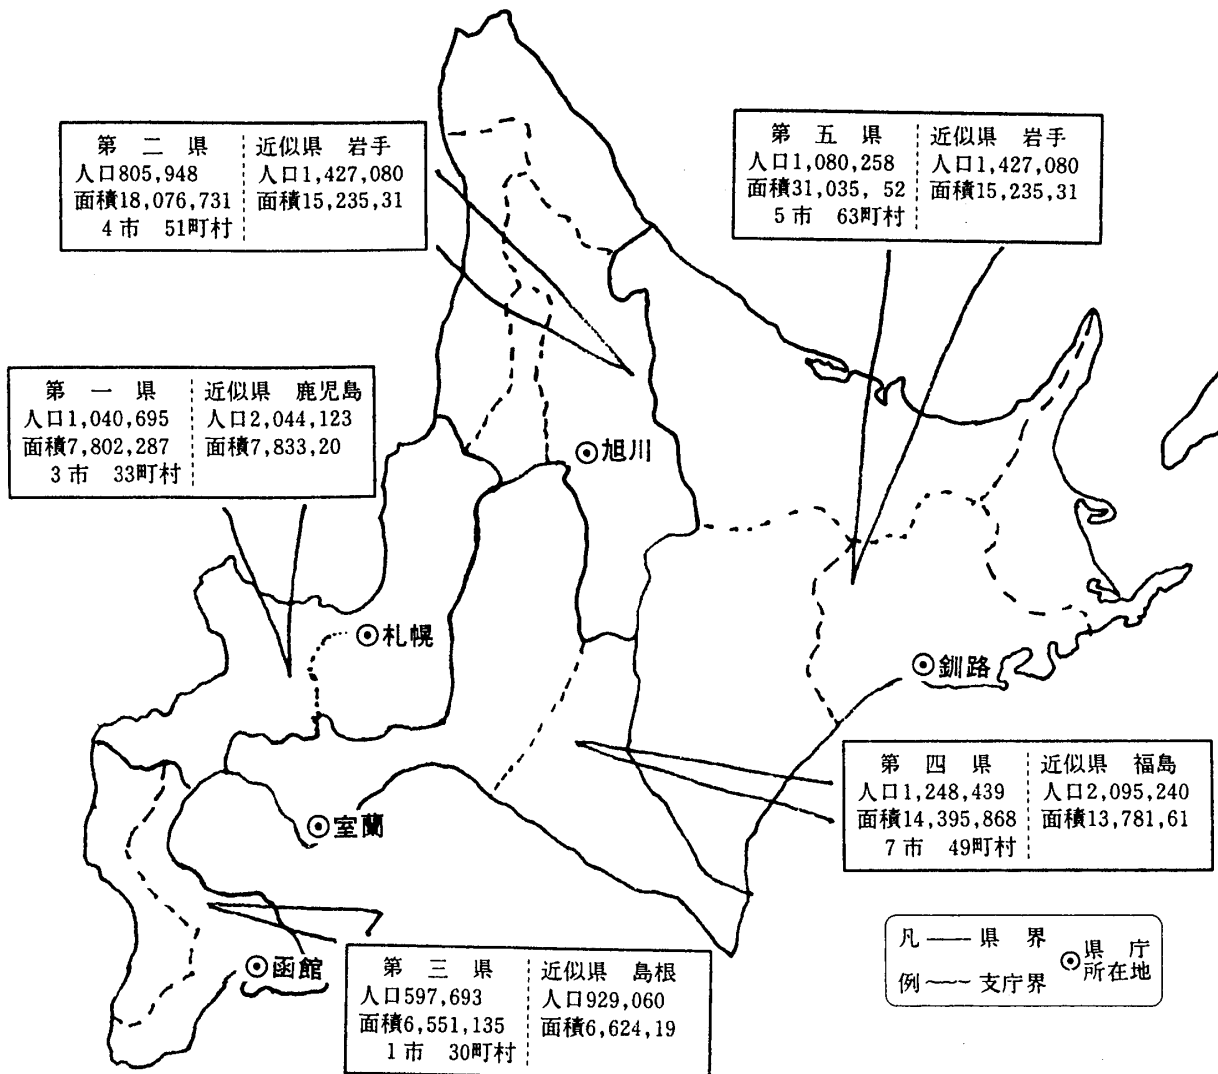 第二県
人口805,948
面積18,076,731
4市 51町村
近似県 岩手
人口1,427,080
面積15,235,31
第五県
人口1,080,258
面積31,035, 52
5市 63町村
近似県 岩手
人口1,427,080
面積15,235,31
第一県
人口1,040,695
面積7,802,287
3市 33町村
近似県 鹿児島
人口2,044,123
面積7,833,20
旭川
札幌
釧路
室蘭
函館
第四県
人口1,248,439
面積14,395,868
7市 49町村
近似県 福島
人口2,095,240
面積13,781,61
第三県
人口597,693
面積6,551,135
1市 30町村
近似県 島根
人口929,060
面積6,624,19
凡例
県界
支庁界
県庁
所在地